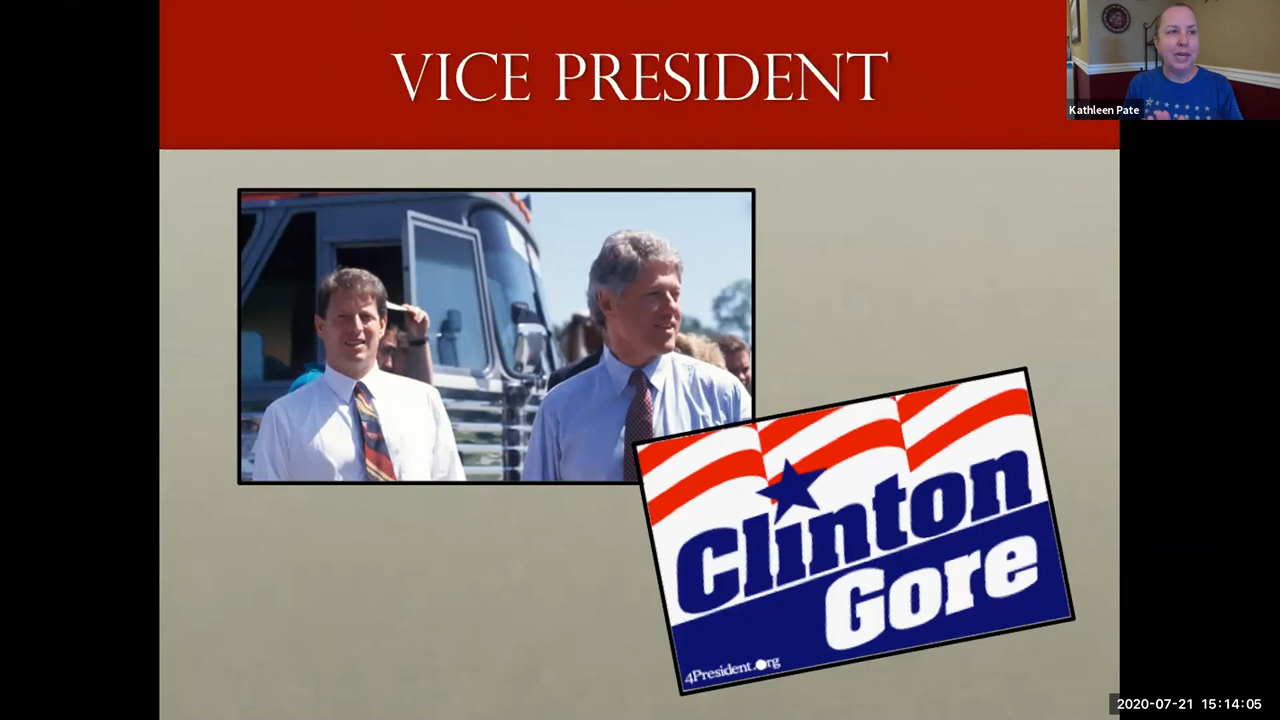 VICE PRESIDENT
Kathleen Pate
Clinton
Gore
4President.org
2020-07-21 15:14:05